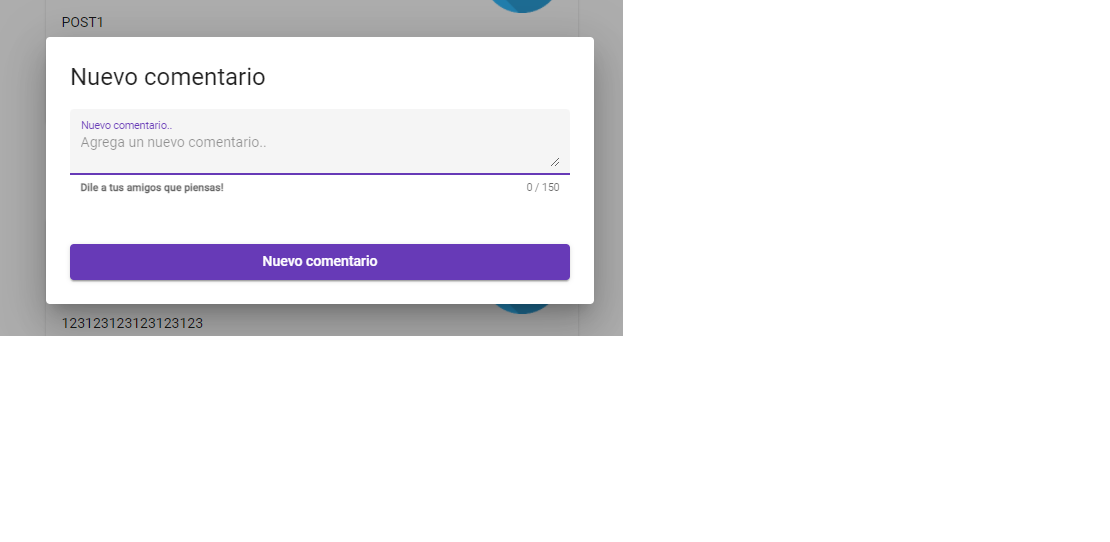 POST1
Nuevo comentario
Nuevo comentario..
Agrega un nuevo comentario..
Dile a tus amigos que piensas!
0 / 150
Nuevo comentario
123123123123123123